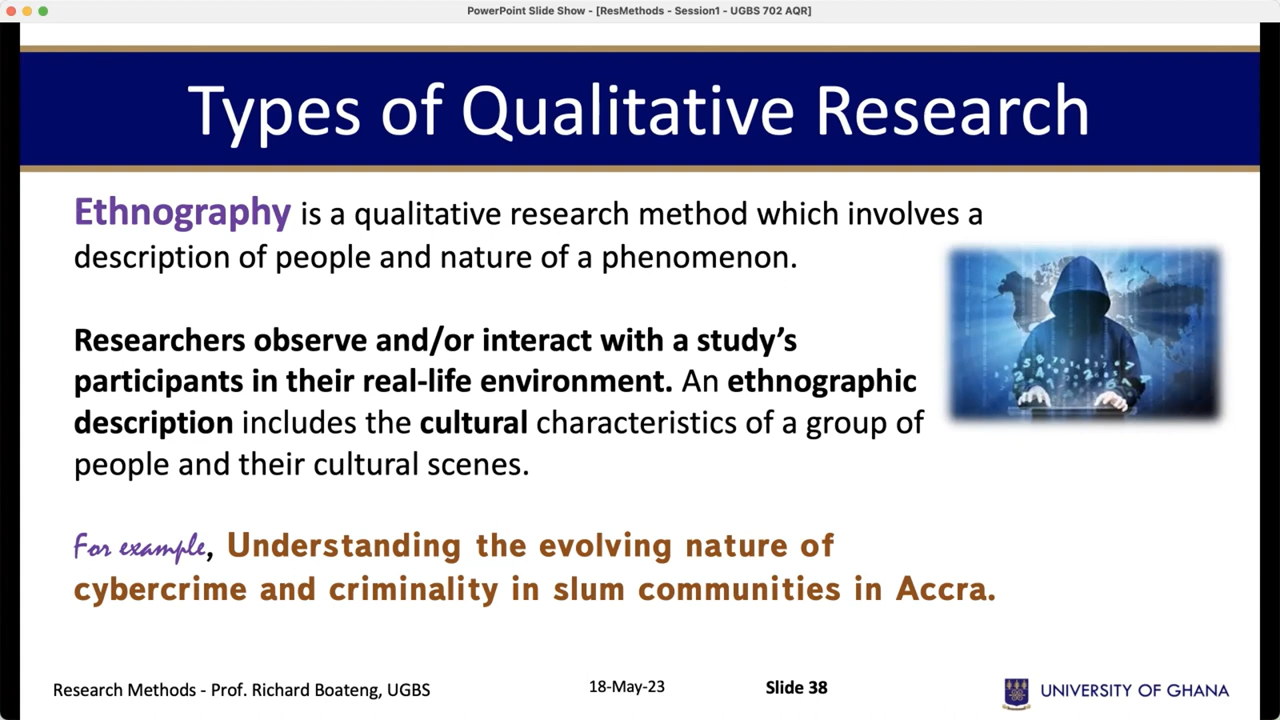 PowerPoint Slide Show - [ResMethods - Session1 - UGBS 702 AQR]
Types of Qualitative Research
Ethnography is a qualitative research method which involves a
description of people and nature of a phenomenon.
Researchers observe and/or interact with a study's
participants in their real-life environment. An ethnographic
description includes the cultural characteristics of a group of
people and their cultural scenes.
For example, Understanding the evolving nature of
cybercrime and criminality in slum communities in Accra.
Research Methods - Prof. Richard Boateng, UGBS
18-May-23
Slide 38
UNIVERSITY OF GHANA